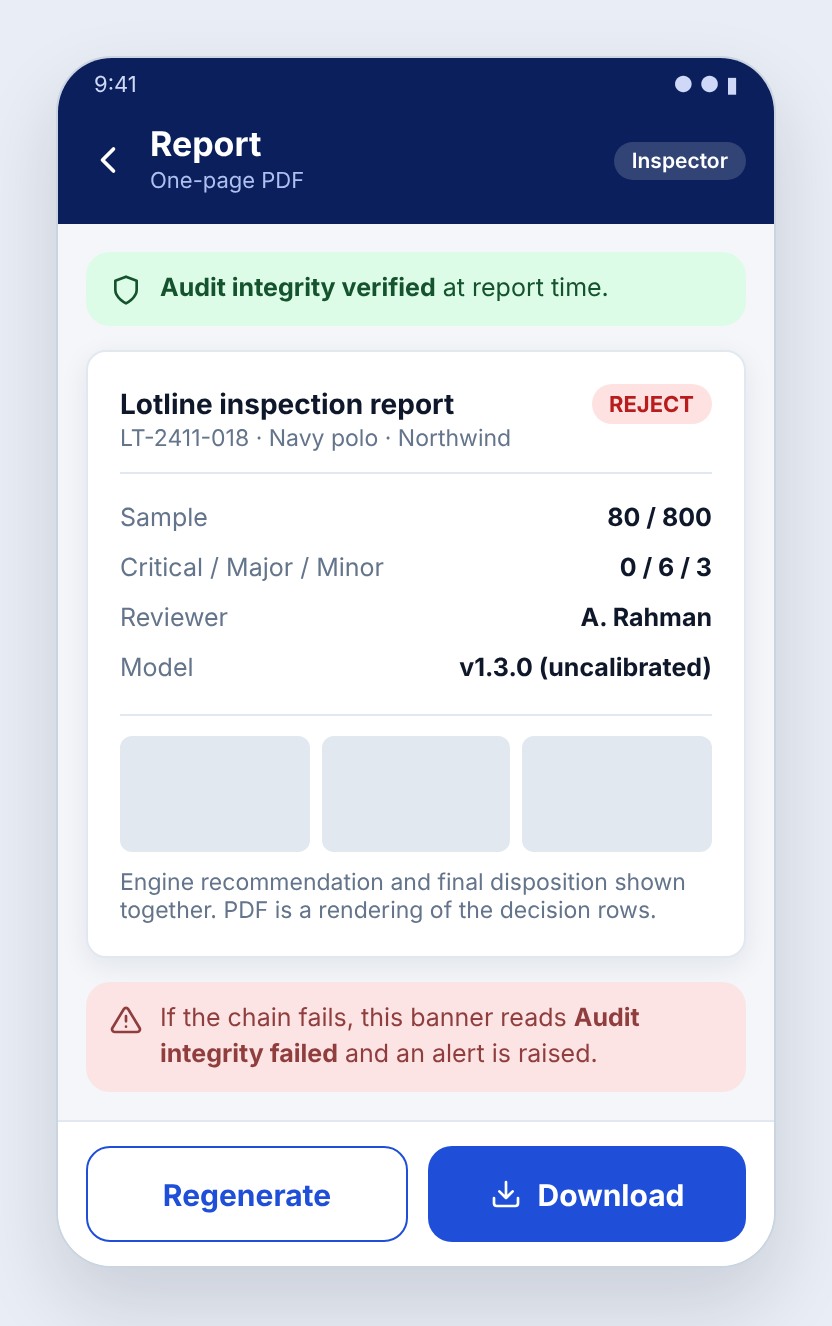 9:41
Report
One-page PDF
Inspector
Audit integrity verified at report time.
Lotline inspection report
REJECT
LT-2411-018 · Navy polo · Northwind
Sample 80 / 800
Critical / Major / Minor 0 / 6 / 3
Reviewer A. Rahman
Model v1.3.0 (uncalibrated)
Engine recommendation and final disposition shown
together. PDF is a rendering of the decision rows.
If the chain fails, this banner reads Audit
integrity failed and an alert is raised.
Regenerate
Download